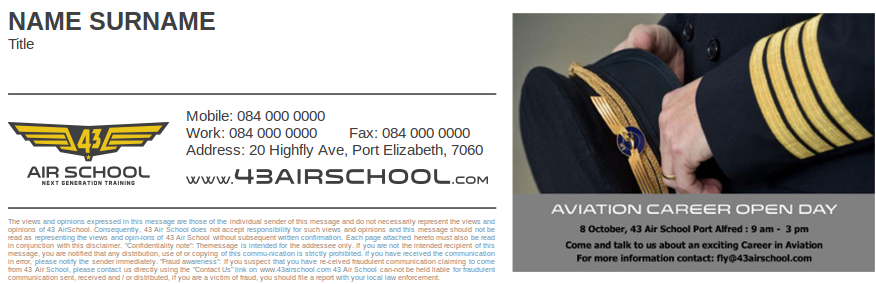 NAME SURNAME
Title
Mobile: 084 000 0000
Work: 084 000 0000 Fax: 084 000 0000
Address: 20 Highfly Ave, Port Elizabeth, 7060
43
AIR SCHOOL
NEXT GENERATION TRAINING
www.43AIRSCHOOL.com
The views and opinions expressed in this message are those of the individual sender of this message and do not necessarily represent the views and
opinions of 43 AirSchool. Consequently, 43 Air School does not accept responsibility for such views and opinions and this message should not be
read as representing the views and opin-ions of 43 Air School without subsequent written confirmation. Each page attached hereto must also be read
in conjunction with this disclaimer. "Confidentiality note": Themessage is intended for the addressee only. If you are not the intended recipient of this
message, you are notified that any distribution, use of or copying of this commu-nication is strictly prohibited. If you have received the communication
in error, please notify the sender immediately. "Fraud awareness": If you suspect that you have re-ceived fraudulent communication claiming to come
from 43 Air School, please contact us directly using the "Contact Us" link on www.43airschool.com 43 Air School can-not be held liable for fraudulent
communication sent, received and / or distributed, if you are a victim of fraud, you should file a report with your local law enforcement.
AVIATION CAREER OPEN DAY
8 October, 43 Air School Port Alfred : 9 am - 3 pm
Come and talk to us about an exciting Career in Aviation
For more information contact: fly@43airschool.com